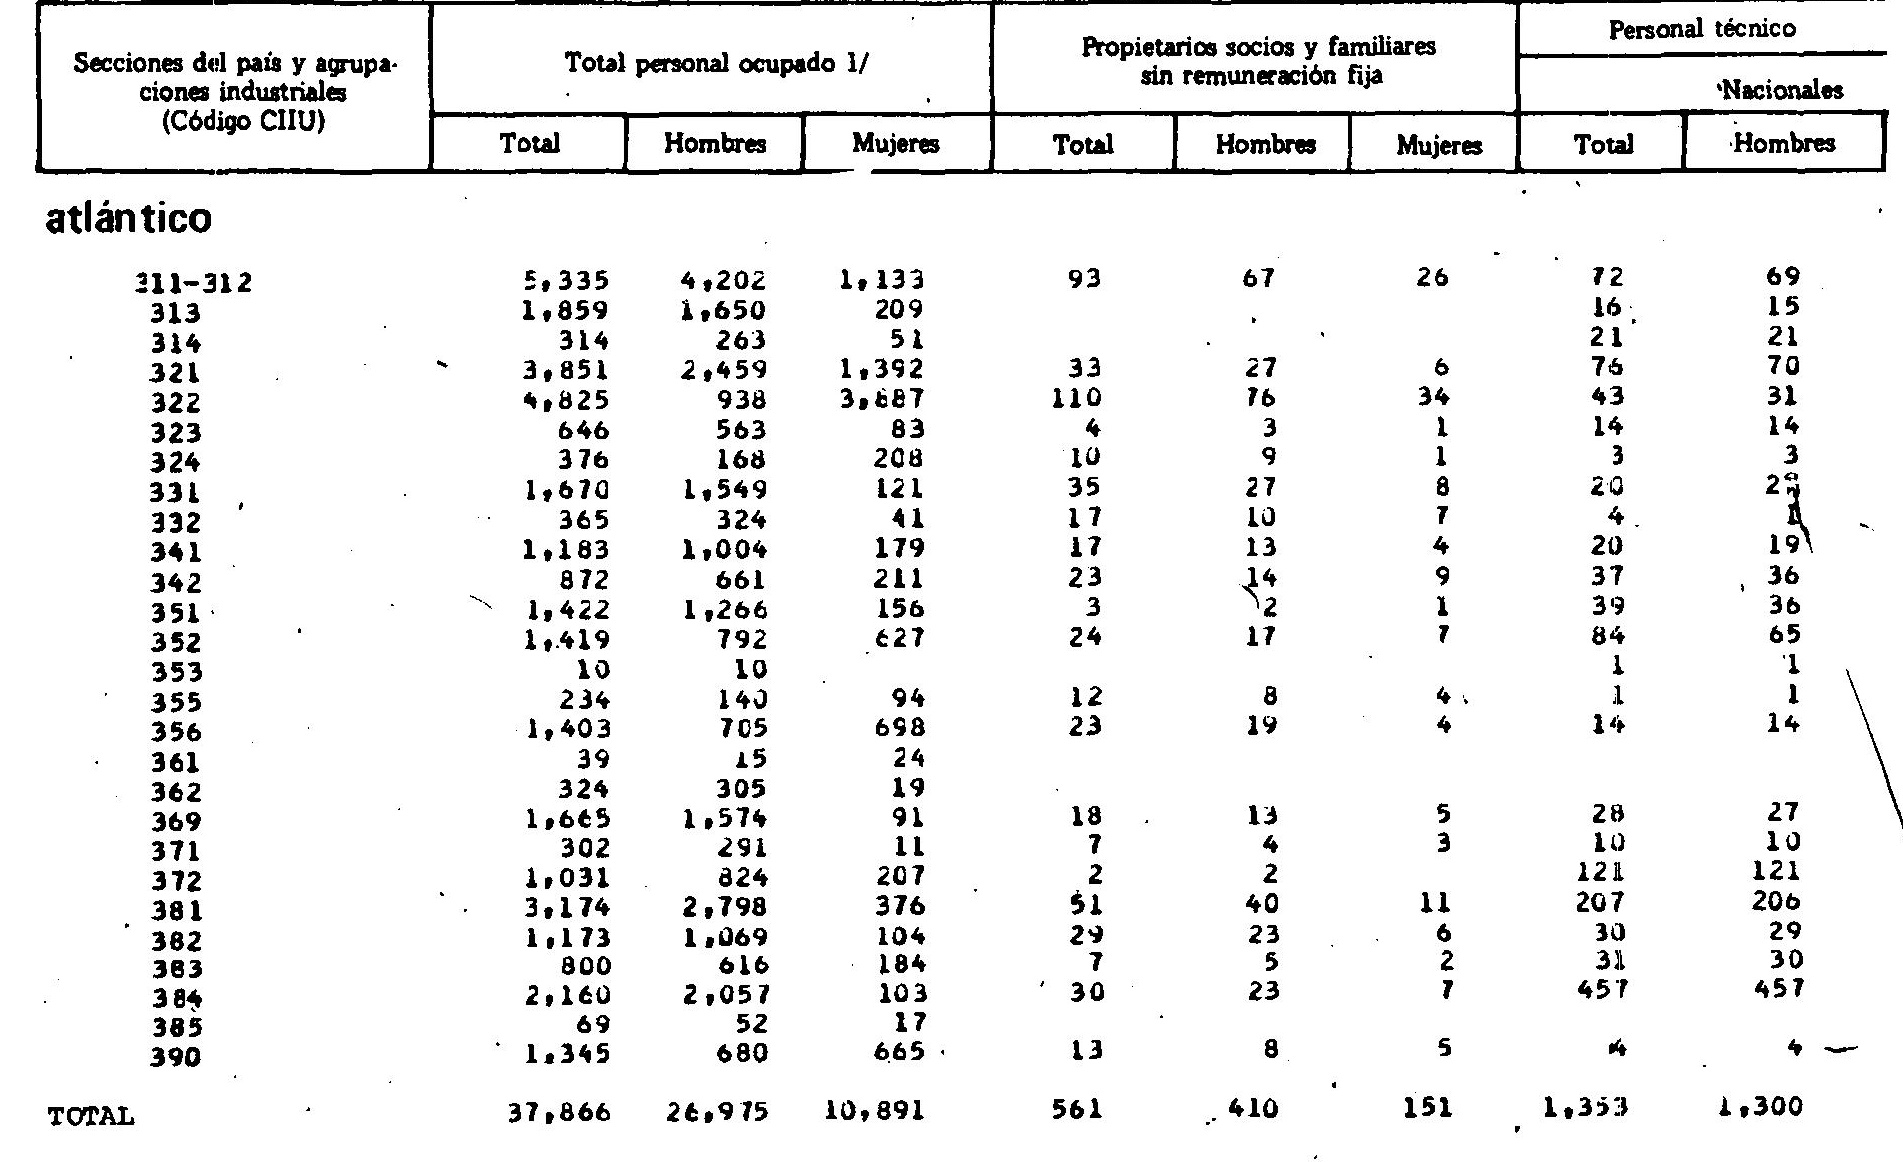 Secciones del país y agrupa-
ciones industriales
(Código CIIU)
Total personal ocupado 1/
Propietarios socios y familiares
sin remuneración fija
Personal técnico
Nacionales
Total Hombres Mujeres Total Hombres Mujeres Total Hombres
atlántico
311-312 5,335 4,202 1,133 93 67 26 72 69
313 1,859 1,650 209 16 15
314 314 263 51 21 21
321 3,851 2,459 1,392 33 27 6 76 70
322 4,825 938 3,887 110 76 34 43 31
323 646 563 83 4 3 1 14 14
324 376 168 208 10 9 1 3 3
331 1,670 1,549 121 35 27 8 20 20
332 365 324 41 17 10 7 4 1
341 1,183 1,004 179 17 13 4 20 19
342 872 661 211 23 14 9 37 36
351 1,422 1,266 156 3 2 1 39 36
352 1,419 792 627 24 17 7 84 65
353 10 10 1 1
355 234 140 94 12 8 4 1 1
356 1,403 705 698 23 19 4 14 14
361 39 15 24
362 324 305 19
369 1,665 1,574 91 18 13 5 28 27
371 302 291 11 7 4 3 10 10
372 1,031 824 207 2 2 121 121
381 3,174 2,798 376 51 40 11 207 206
382 1,173 1,069 104 29 23 6 30 29
383 800 616 184 7 5 2 31 30
384 2,160 2,057 103 30 23 7 457 457
385 69 52 17
390 1,345 680 665 13 8 5 4 4
TOTAL 37,866 26,975 10,891 561 410 151 1,353 1,300